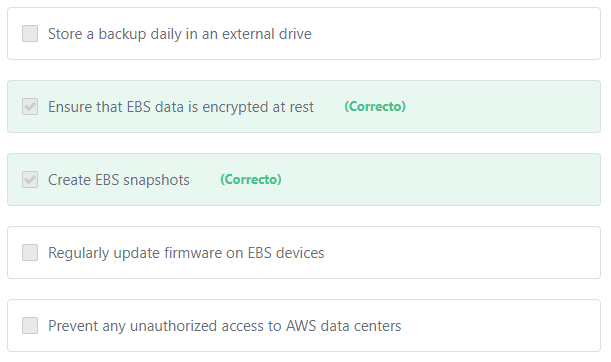 Store a backup daily in an external drive
Ensure that EBS data is encrypted at rest (Correcto)
Create EBS snapshots (Correcto)
Regularly update firmware on EBS devices
Prevent any unauthorized access to AWS data centers